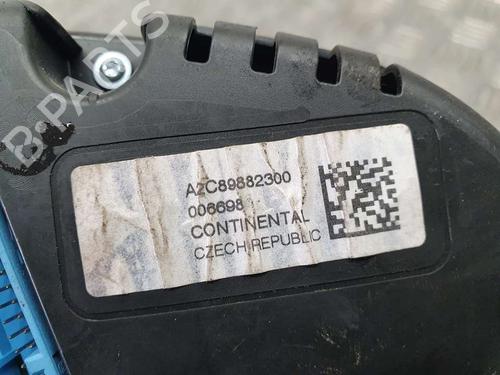 B-PARTS
A2C89882300
006698
CONTINENTAL
CZECH REPUBLIC